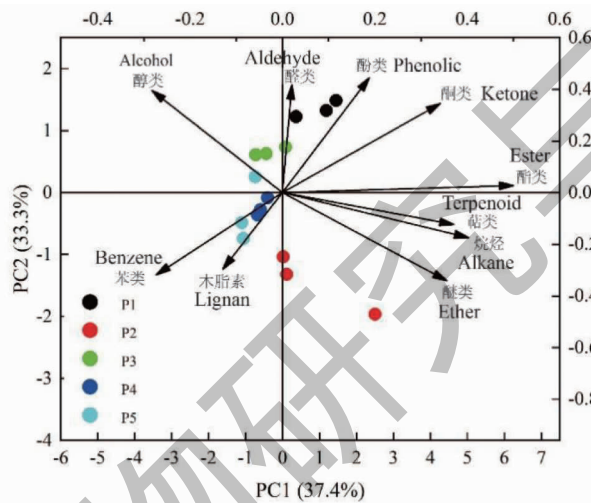 -0.4 -0.2 0.0 0.2 0.4 0.6
Alcohol
醇类
Aldehyde
醛类
酚类 Phenolic
酮类 Ketone
Ester
酯类
Terpenoid
萜类
烷烃
Alkane
醚类
Ether
Benzene
苯类
木脂素
Lignan
P1
P2
P3
P4
P5
2
1
0
-1
-2
-3
-4
PC2 (33.3%)
0.6
0.4
0.2
0.0
-0.2
-0.4
-0.6
-0.8
-6 -5 -4 -3 -2 -1 0 1 2 3 4 5 6 7
PC1 (37.4%)
物研究与